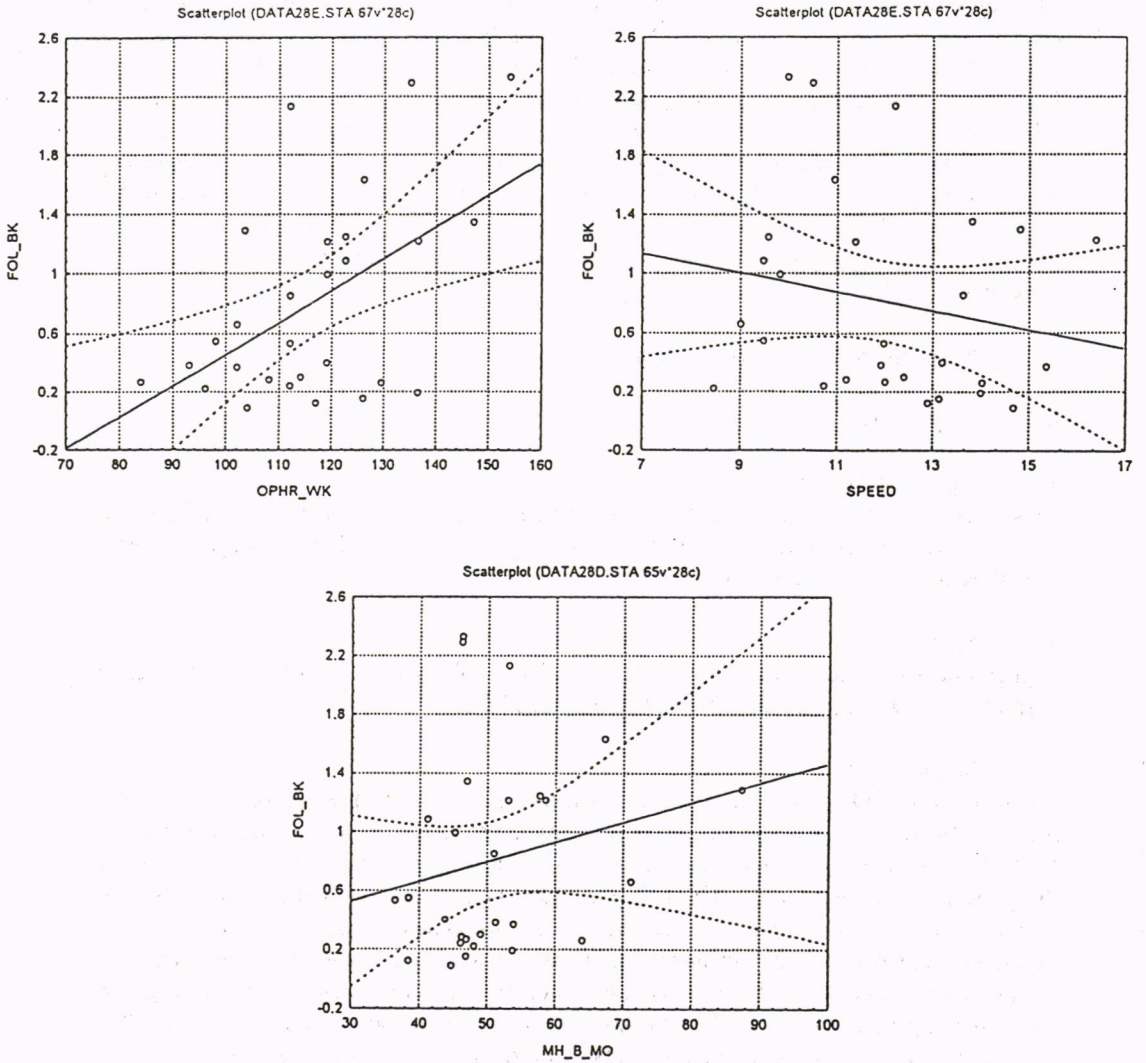 Scatterplot (DATA28E.STA 67v*28c)
2.6
2.2
1.8
1.4
1
0.6
0.2
-0.2
FOL_BK
70 80 90 100 110 120 130 140 150 160
OPHR_WK
Scatterplot (DATA28E.STA 67v*28c)
2.6
2.2
1.8
1.4
1
0.6
0.2
-0.2
FOL_BK
7 9 11 13 15 17
SPEED
Scatterplot (DATA28D.STA 65v*28c)
2.6
2.2
1.8
1.4
1
0.6
0.2
-0.2
FOL_BK
30 40 50 60 70 80 90 100
MH_B_MO